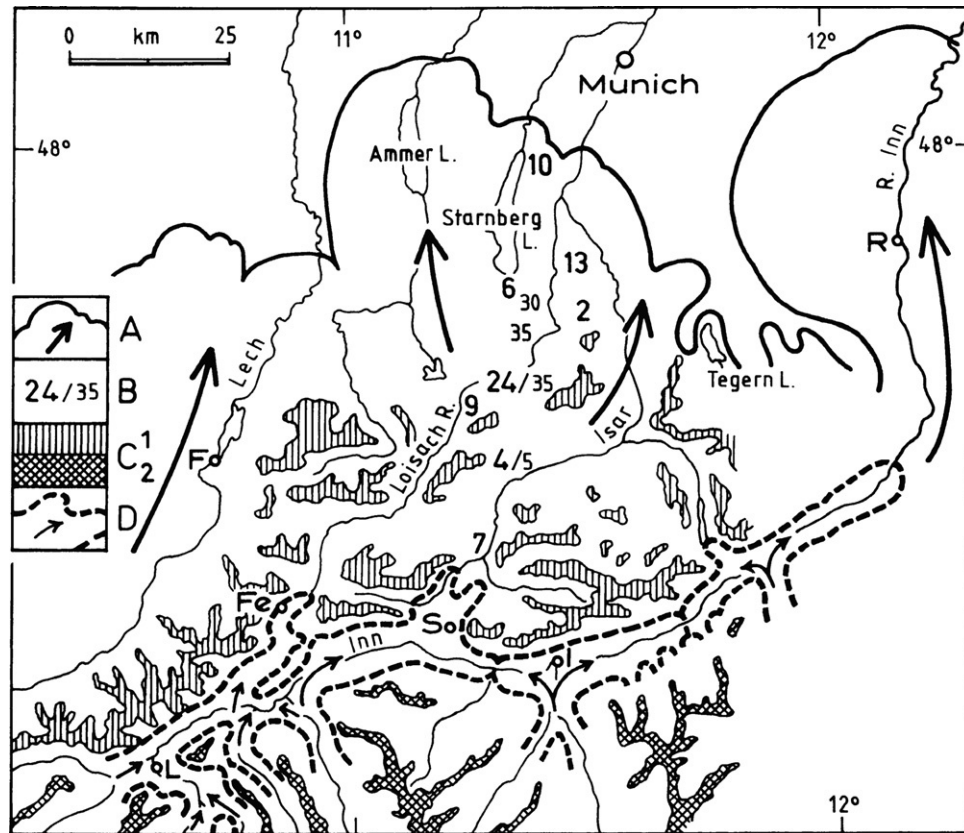 0 km 25
11°
12°
Munich
48°
48°
Ammer L.
10
R. Inn
Starnberg
L.
R
13
6
30
2
35
A
Lech
Tegern L.
24/35
B
24/35
9
Isar
C 1
2
F
Loisach R.
4/5
D
7
Fe
S
Inn
I
L
12°